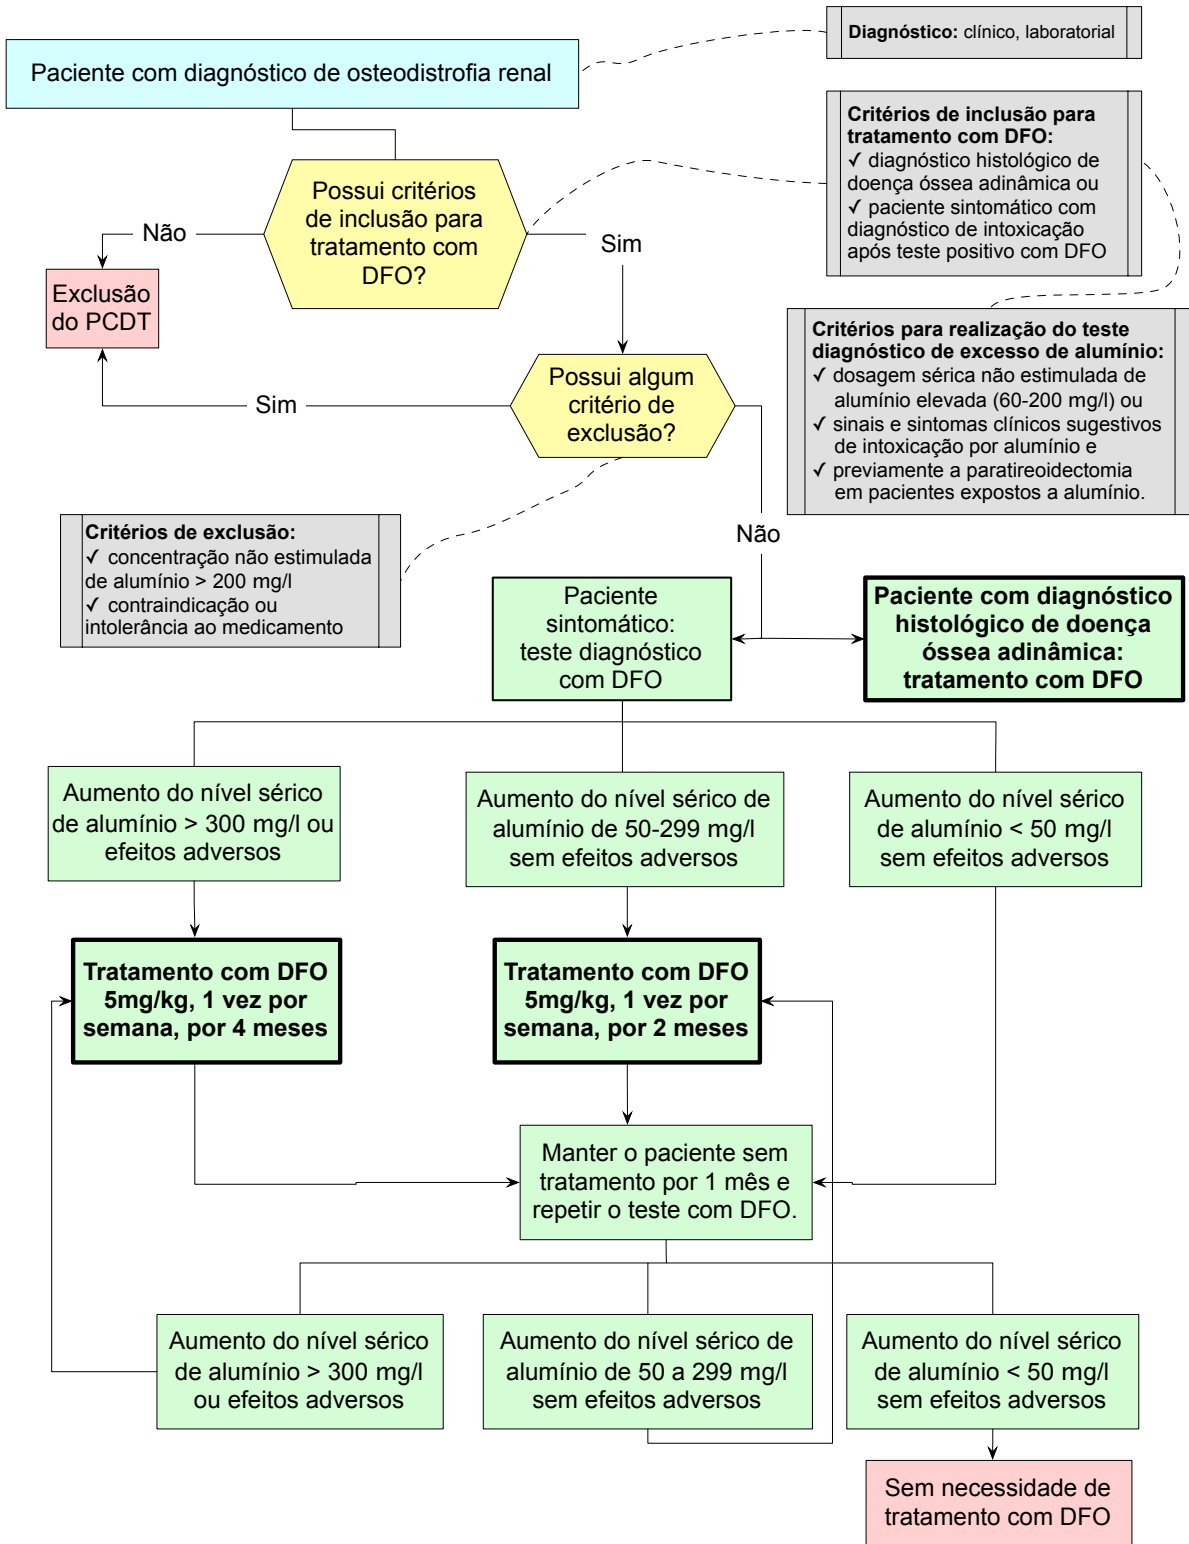 Diagnóstico: clínico, laboratorial
Paciente com diagnóstico de osteodistrofia renal
Critérios de inclusão para
tratamento com DFO:
✓ diagnóstico histológico de
doença óssea adinâmica ou
✓ paciente sintomático com
diagnóstico de intoxicação
após teste positivo com DFO
Possui critérios
de inclusão para
tratamento com
DFO?
Não
Sim
Exclusão
do PCDT
Critérios para realização do teste
diagnóstico de excesso de alumínio:
✓ dosagem sérica não estimulada de
alumínio elevada (60-200 mg/l) ou
✓ sinais e sintomas clínicos sugestivos
de intoxicação por alumínio e
✓ previamente a paratireoidectomia
em pacientes expostos a alumínio.
Possui algum
critério de
exclusão?
Sim
Não
Critérios de exclusão:
✓ concentração não estimulada
de alumínio > 200 mg/l
✓ contraindicação ou
intolerância ao medicamento
Paciente
sintomático:
teste diagnóstico
com DFO
Paciente com diagnóstico
histológico de doença
óssea adinâmica:
tratamento com DFO
Aumento do nível sérico
de alumínio > 300 mg/l ou
efeitos adversos
Aumento do nível sérico de
alumínio de 50-299 mg/l
sem efeitos adversos
Aumento do nível sérico
de alumínio < 50 mg/l
sem efeitos adversos
Tratamento com DFO
5mg/kg, 1 vez por
semana, por 4 meses
Tratamento com DFO
5mg/kg, 1 vez por
semana, por 2 meses
Manter o paciente sem
tratamento por 1 mês e
repetir o teste com DFO.
Aumento do nível sérico
de alumínio > 300 mg/l
ou efeitos adversos
Aumento do nível sérico de
alumínio de 50 a 299 mg/l
sem efeitos adversos
Aumento do nível sérico
de alumínio < 50 mg/l
sem efeitos adversos
Sem necessidade de
tratamento com DFO